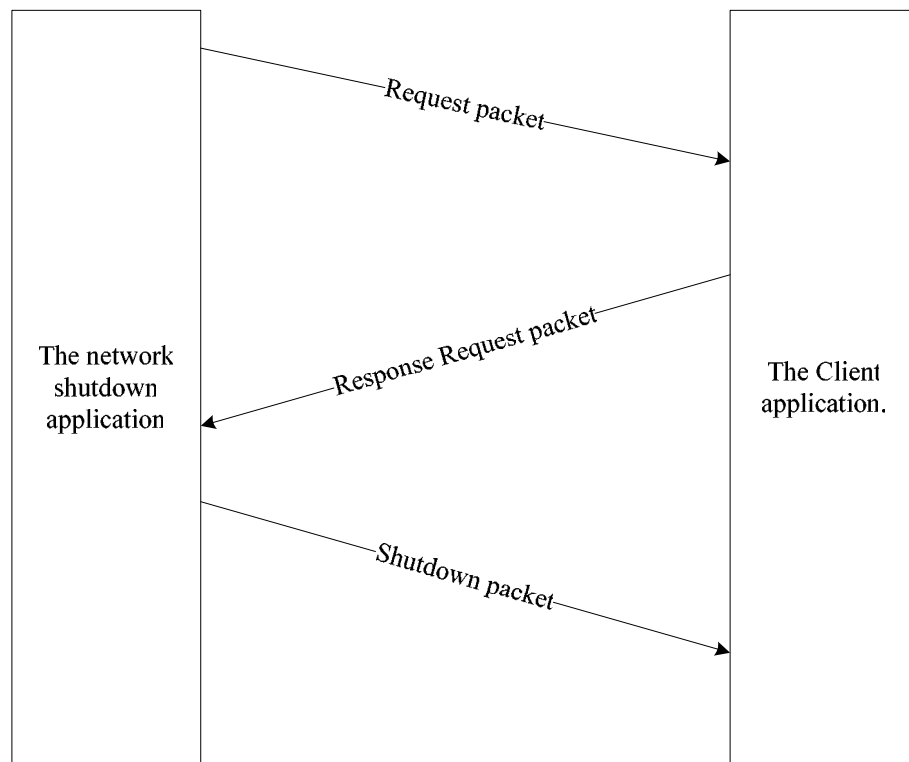 Request packet
Response Request packet
The network
shutdown
application
The Client
application.
Shutdown packet